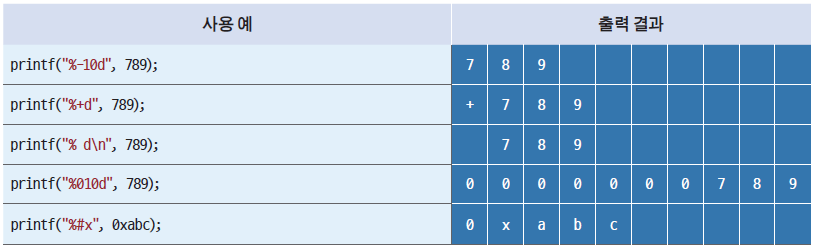 사용 예 출력 결과
printf("%-10d", 789); 7 8 9
printf("%+d", 789); + 7 8 9
printf("% d\n", 789); 7 8 9
printf("%010d", 789); 0 0 0 0 0 0 0 7 8 9
printf("%#x", 0xabc); 0 x a b c